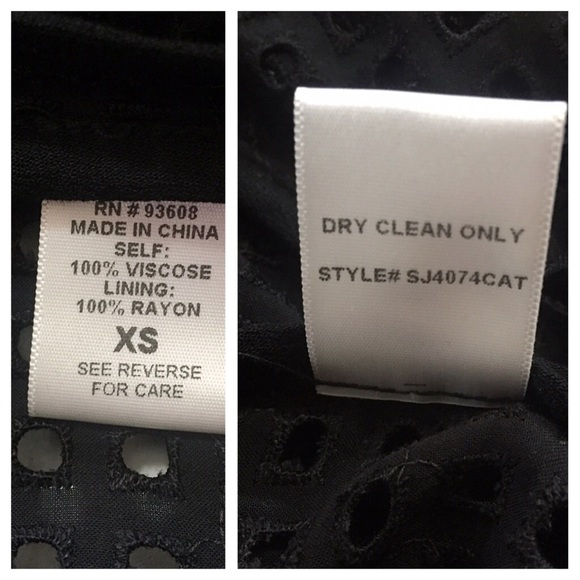 RN # 93608
MADE IN CHINA
SELF:
100% VISCOSE
LINING:
100% RAYON
XS
SEE REVERSE
FOR CARE
DRY CLEAN ONLY
STYLE# SJ4074CAT